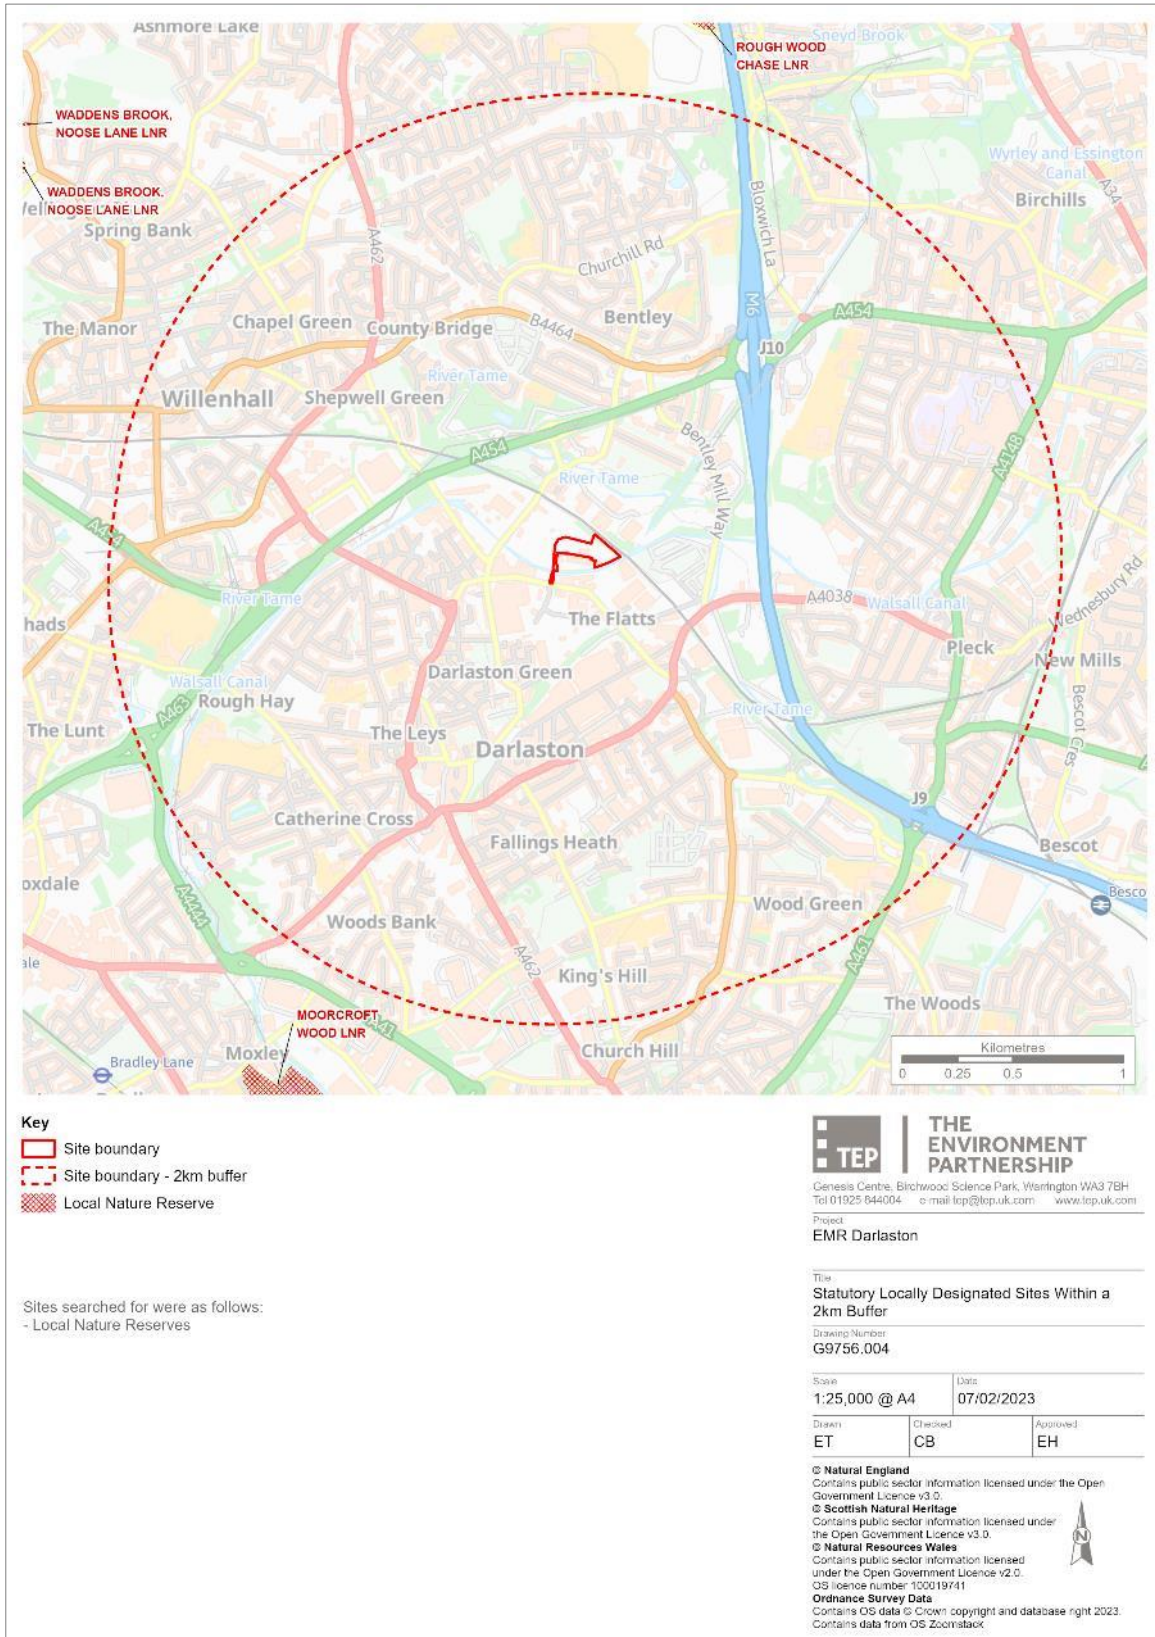 Ashmore Lake
Sneyd Brook
ROUGH WOOD
CHASE LNR
WADDENS BROOK,
NOOSE LANE LNR
Wyrley and Essington
Canal
A34
WADDENS BROOK,
NOOSE LANE LNR
Birchills
Spring Bank
A462
Bloxwich La
Churchill Rd
M6
The Manor
Chapel Green
County Bridge
B4464
Bentley
A454
J10
River Tame
Willenhall
Shepwell Green
A454
Bentley Mill Way
A4148
River Tame
A454
River Tame
The Flatts
A4038
Walsall Canal
Wednesbury Rd
hads
Pleck
New Mills
Darlaston Green
Walsall Canal
Rough Hay
A463
Bescot Cres
River Tame
The Lunt
The Leys
Darlaston
J9
Catherine Cross
Fallings Heath
Bescot
oxdale
Besco
A4444
Woods Bank
Wood Green
A462
A461
ale
King's Hill
The Woods
MOORCROFT
WOOD LNR
A41
Church Hill
Moxley
Bradley Lane
Kilometres
0 0.25 0.5 1
Key
Site boundary
Site boundary - 2km buffer
Local Nature Reserve
Sites searched for were as follows:
- Local Nature Reserves
TEP
THE
ENVIRONMENT
PARTNERSHIP
Genesis Centre, Birchwood Science Park, Warrington WA3 7BH
Tel 01925 844004 e-mail tep@tep.uk.com www.tep.uk.com
Project
EMR Darlaston
Title
Statutory Locally Designated Sites Within a
2km Buffer
Drawing Number
G9756.004
Scale
1:25,000 @ A4
Date
07/02/2023
Drawn
ET
Checked
CB
Approved
EH
© Natural England
Contains public sector information licensed under the Open
Government Licence v3.0.
© Scottish Natural Heritage
Contains public sector information licensed under
the Open Government Licence v3.0.
© Natural Resources Wales
Contains public sector information licensed
under the Open Government Licence v2.0.
OS licence number 100019741
N
Ordnance Survey Data
Contains OS data © Crown copyright and database right 2023.
Contains data from OS Zoomstack